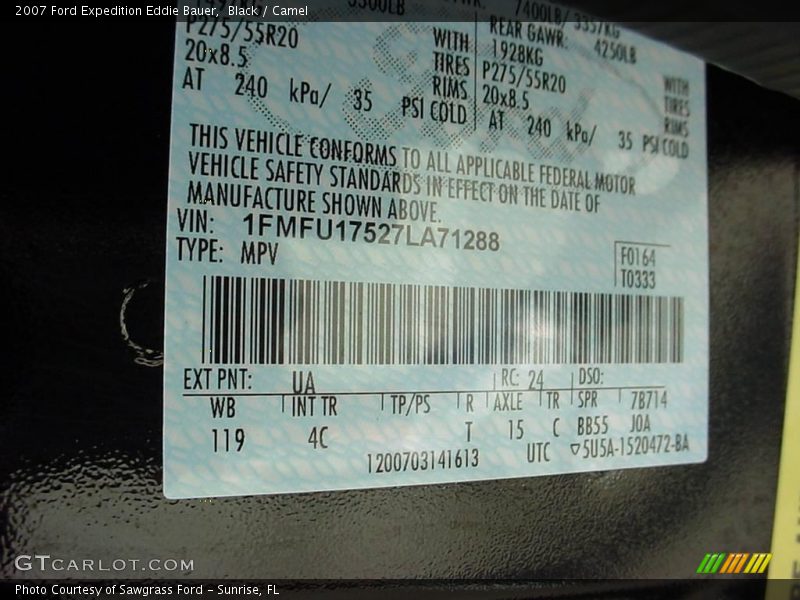 2007 Ford Expedition Eddie Bauer, Black / Camel
7400LB/ 3357KG
P275/55R20 WITH
20x8.5 TIRES
RIMS
AT 240 kPa/ 35 PSI COLD
REAR GAWR: 4250LB
1928KG WITH
P275/55R20 TIRES
20x8.5 RIMS
AT 240 kPa/ 35 PSI COLD
THIS VEHICLE CONFORMS TO ALL APPLICABLE FEDERAL MOTOR
VEHICLE SAFETY STANDARDS IN EFFECT ON THE DATE OF
MANUFACTURE SHOWN ABOVE.
VIN: 1FMFU17527LA71288
TYPE: MPV
F0164
T0333
EXT PNT: UA RC: 24 DSO:
WB INT TR TP/PS R AXLE TR SPR 7B714
119 4C T 15 C BB55 J0A
1200703141613 UTC ▽5U5A-1520472-BA
GTCARLOT.COM
Photo Courtesy of Sawgrass Ford - Sunrise, FL